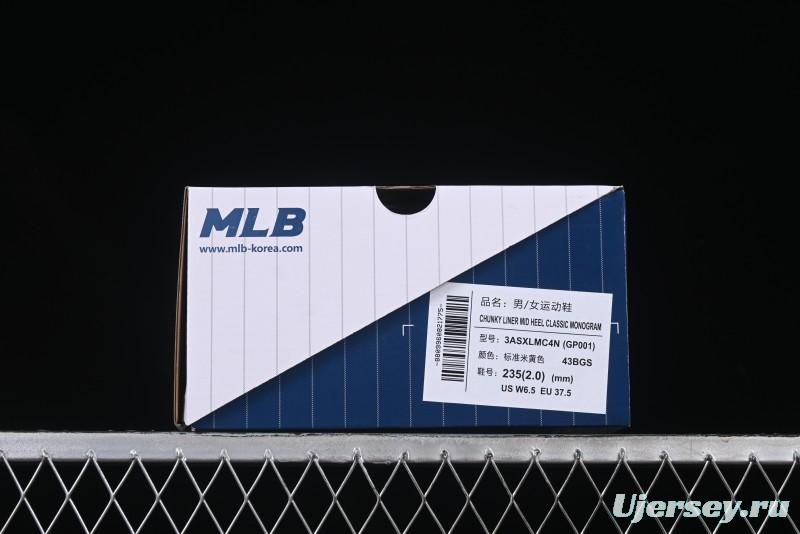 MLB
www.mlb-korea.com
品名：男/女运动鞋
CHUNKY LINER MID HEEL CLASSIC MONOGRAM
型号：3ASXLMC4N (GP001)
颜色：标准米黄色 43BGS
鞋号：235(2.0) (mm)
US W6.5 EU 37.5
-8809960821775-
Ujersey.ru